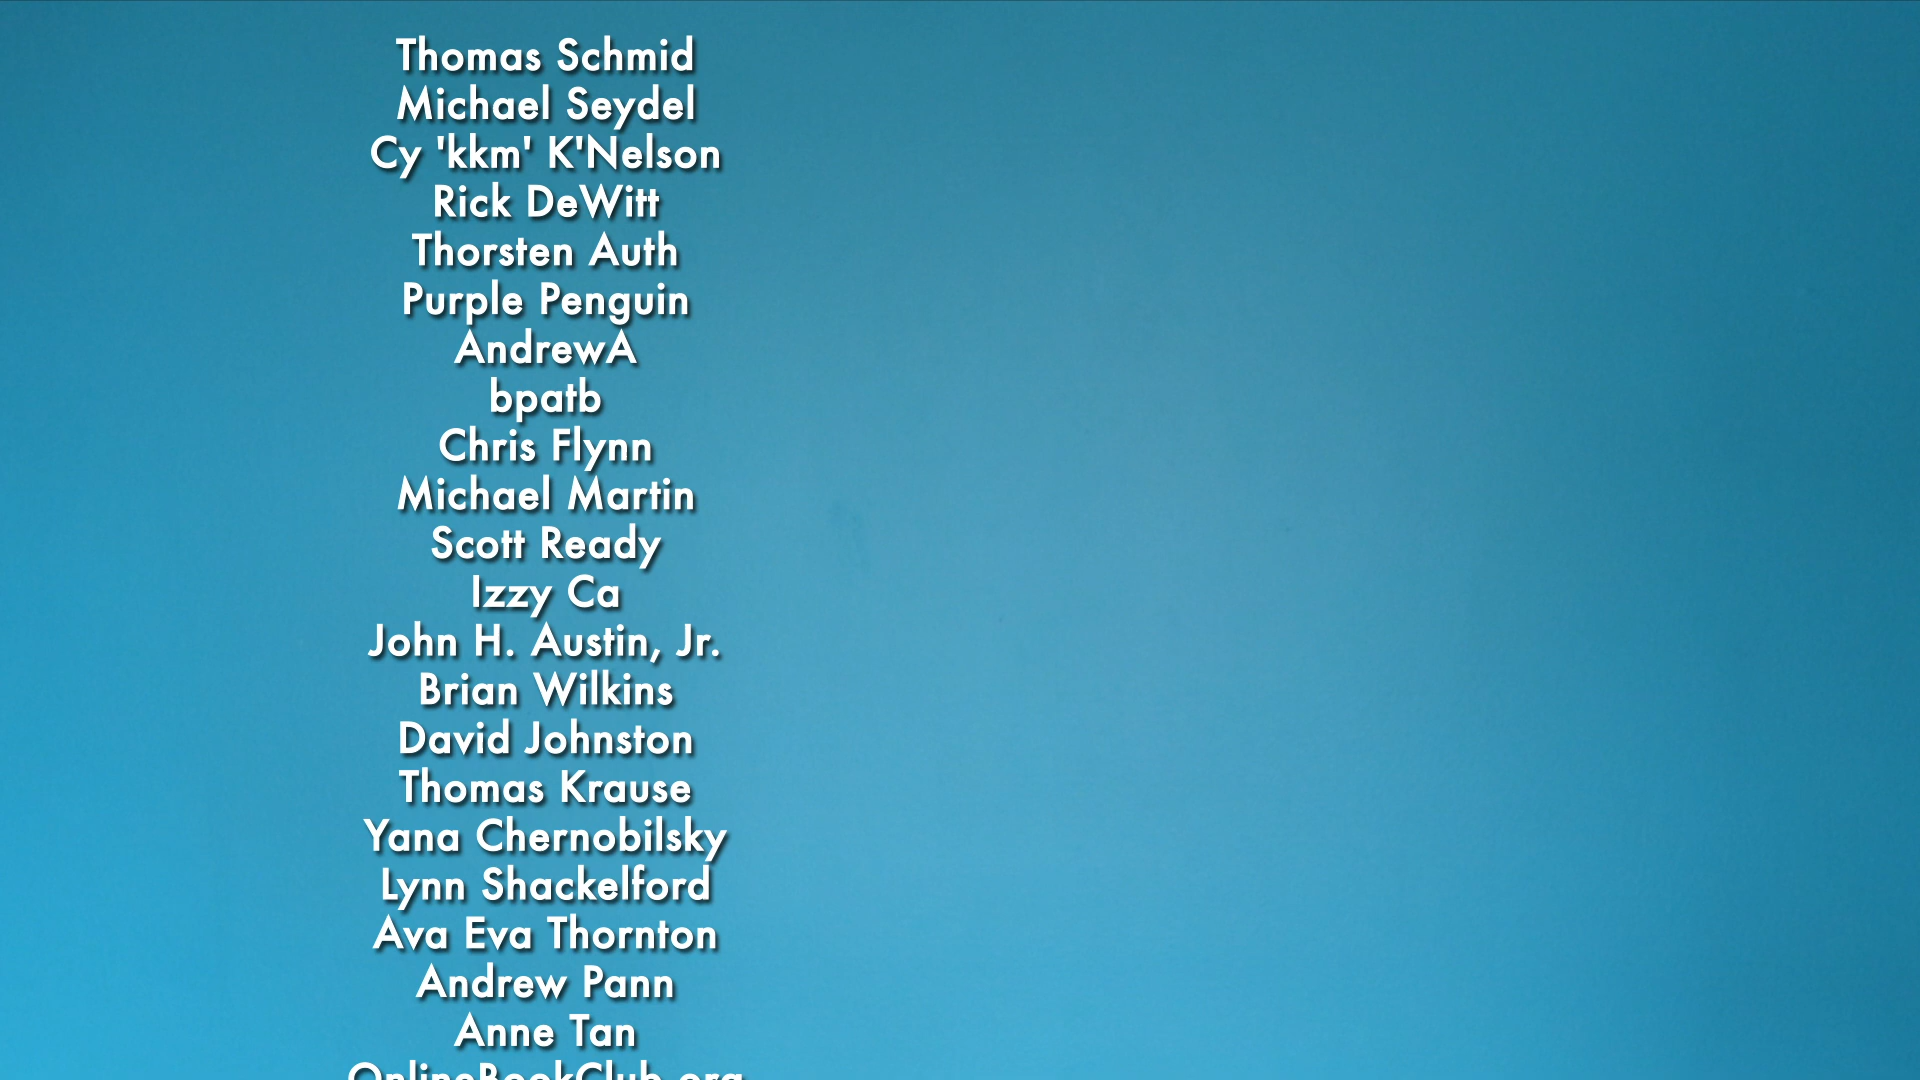 Thomas Schmid
Michael Seydel
Cy 'kkm' K'Nelson
Rick DeWitt
Thorsten Auth
Purple Penguin
AndrewA
bpatb
Chris Flynn
Michael Martin
Scott Ready
Izzy Ca
John H. Austin, Jr.
Brian Wilkins
David Johnston
Thomas Krause
Yana Chernobilsky
Lynn Shackelford
Ava Eva Thornton
Andrew Pann
Anne Tan
OnlineBookClub.org